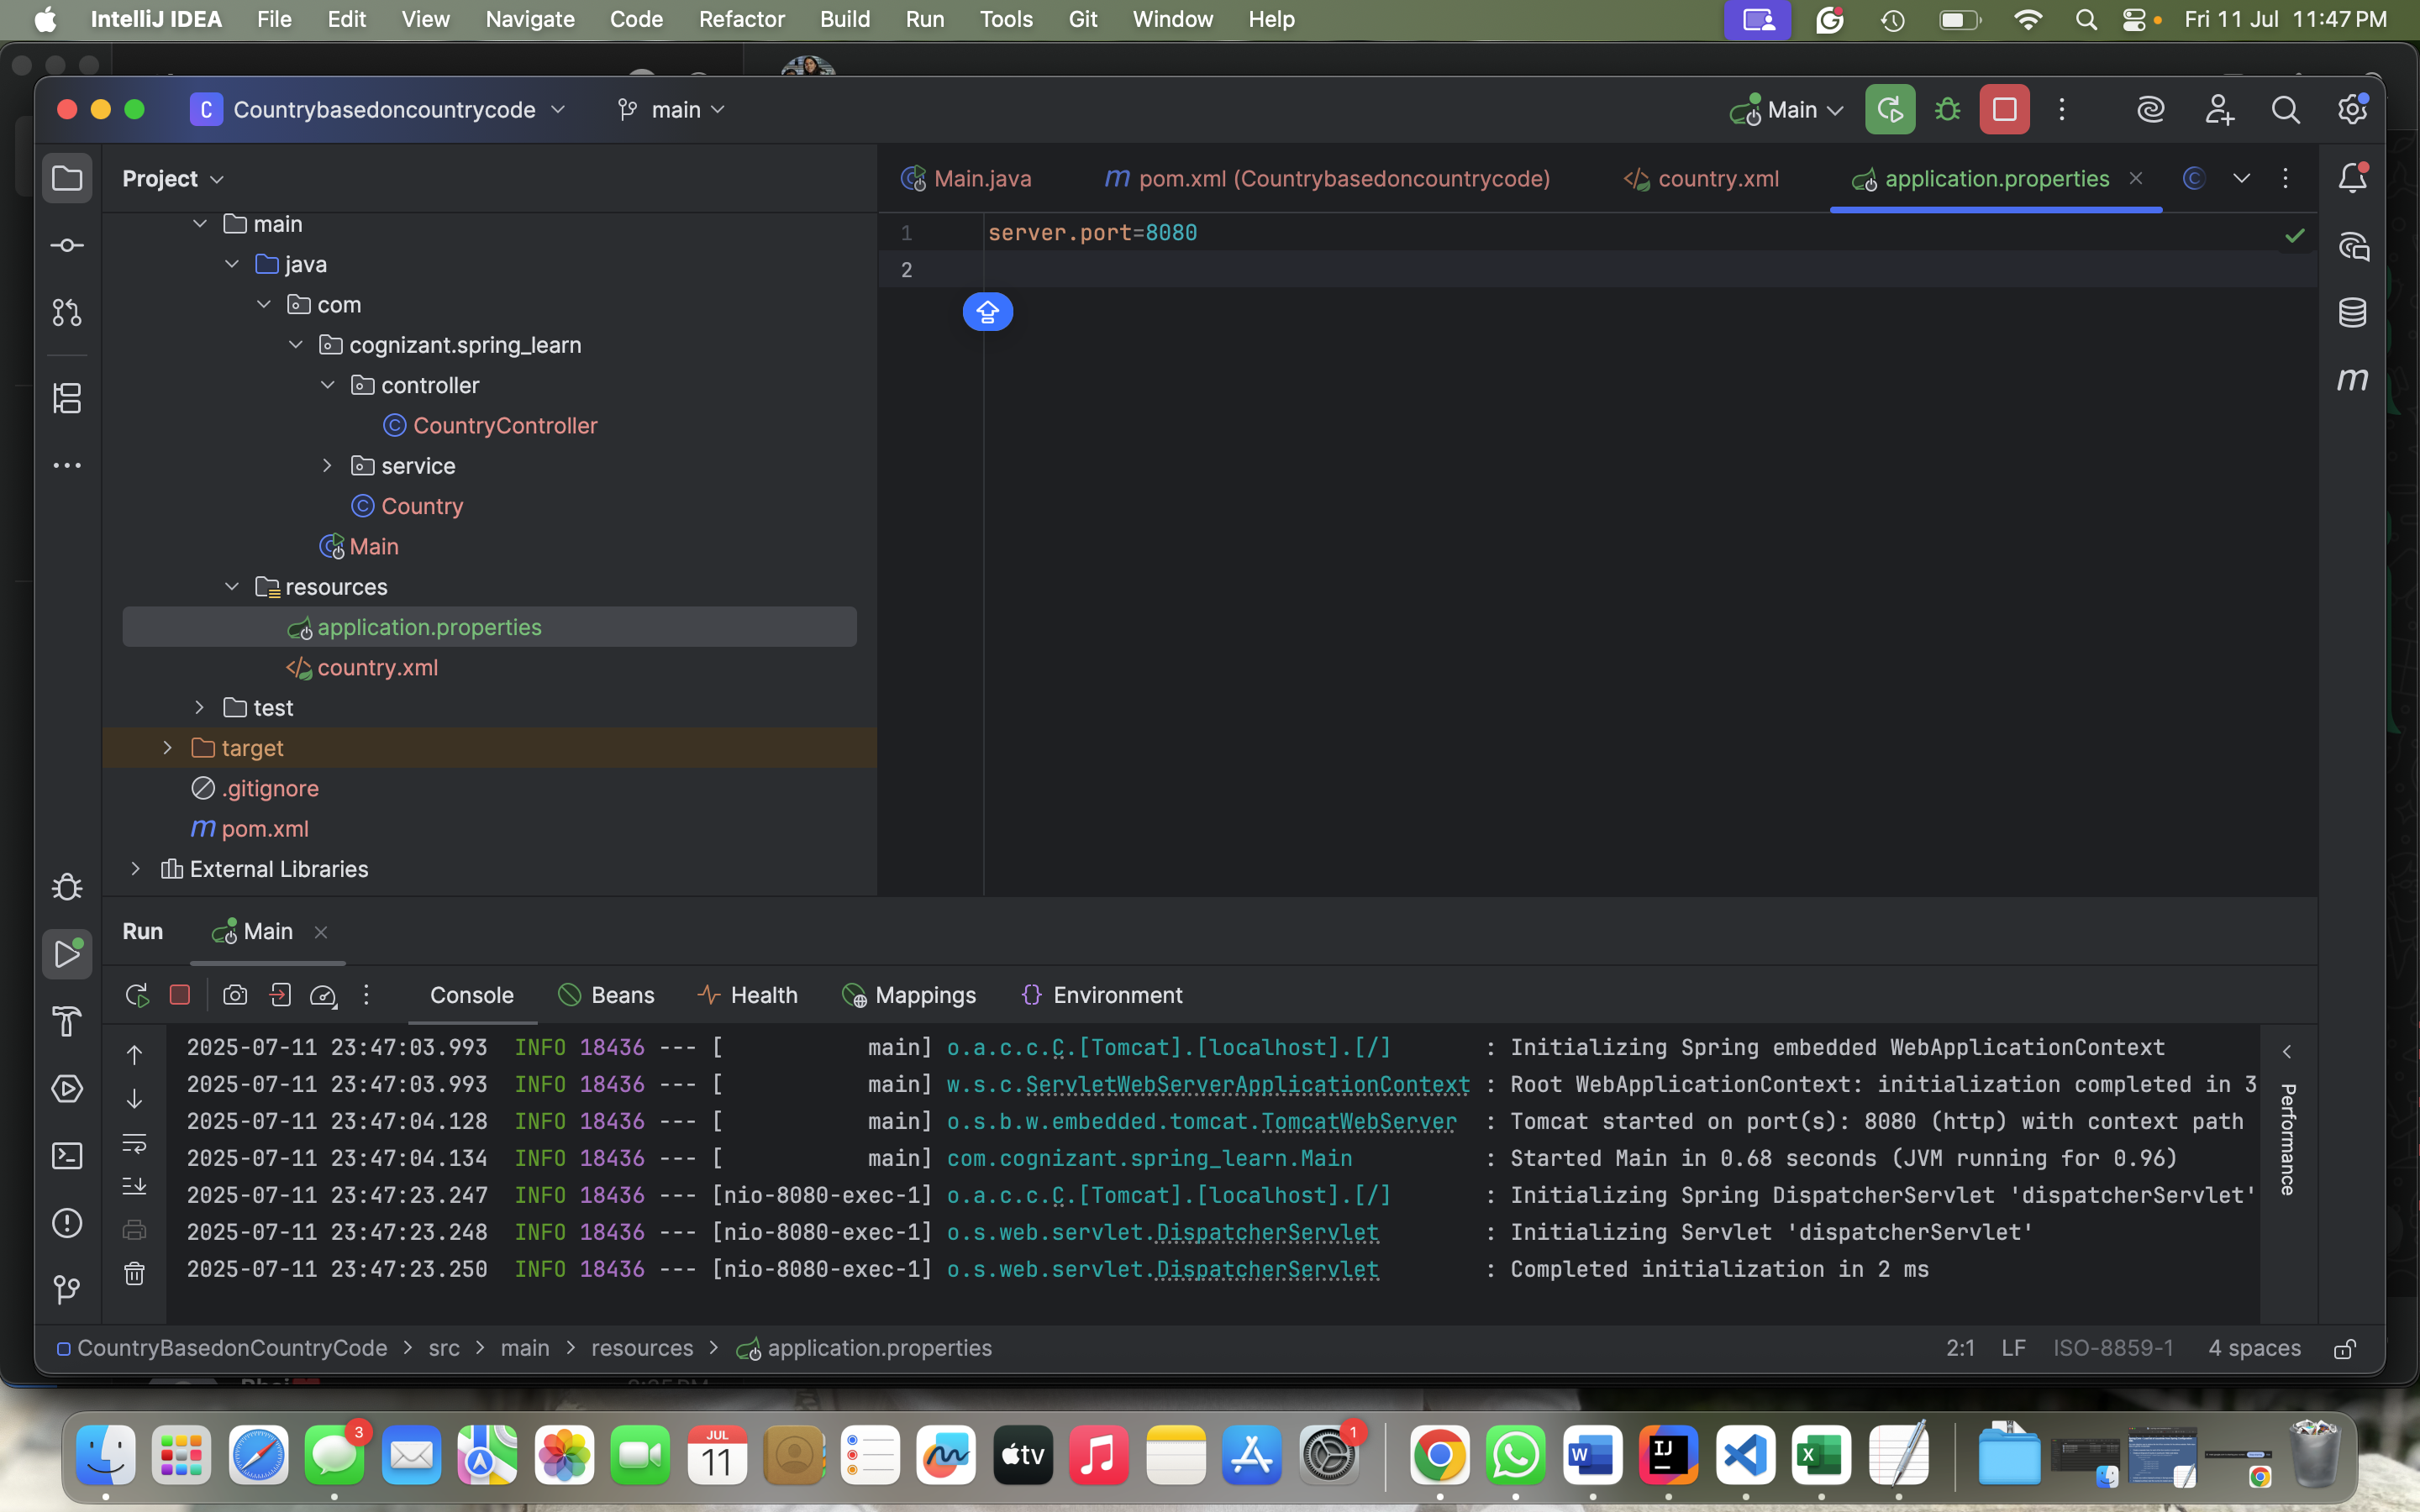 IntelliJ IDEA File Edit View Navigate Code Refactor Build Run Tools Git Window Help Fri 11 Jul 11:47 PM
C Countrybasedoncountrycode main Main
Project
Main.java m pom.xml (Countrybasedoncountrycode) country.xml application.properties
main
java
com
cognizant.spring_learn
controller
CountryController
service
Country
Main
resources
application.properties
country.xml
test
target
.gitignore
m pom.xml
External Libraries
1 server.port=8080
2
m
Run Main
Console Beans Health Mappings Environment
2025-07-11 23:47:03.993 INFO 18436 --- [ main] o.a.c.c.C.[Tomcat].[localhost].[/] : Initializing Spring embedded WebApplicationContext
2025-07-11 23:47:03.993 INFO 18436 --- [ main] w.s.c.ServletWebServerApplicationContext : Root WebApplicationContext: initialization completed in 3
2025-07-11 23:47:04.128 INFO 18436 --- [ main] o.s.b.w.embedded.tomcat.TomcatWebServer : Tomcat started on port(s): 8080 (http) with context path
2025-07-11 23:47:04.134 INFO 18436 --- [ main] com.cognizant.spring_learn.Main : Started Main in 0.68 seconds (JVM running for 0.96)
2025-07-11 23:47:23.247 INFO 18436 --- [nio-8080-exec-1] o.a.c.c.C.[Tomcat].[localhost].[/] : Initializing Spring DispatcherServlet 'dispatcherServlet'
2025-07-11 23:47:23.248 INFO 18436 --- [nio-8080-exec-1] o.s.web.servlet.DispatcherServlet : Initializing Servlet 'dispatcherServlet'
2025-07-11 23:47:23.250 INFO 18436 --- [nio-8080-exec-1] o.s.web.servlet.DispatcherServlet : Completed initialization in 2 ms
Performance
CountryBasedonCountryCode > src > main > resources > application.properties 2:1 LF ISO-8859-1 4 spaces
3
JUL
11
tv
1
W
IJ
X